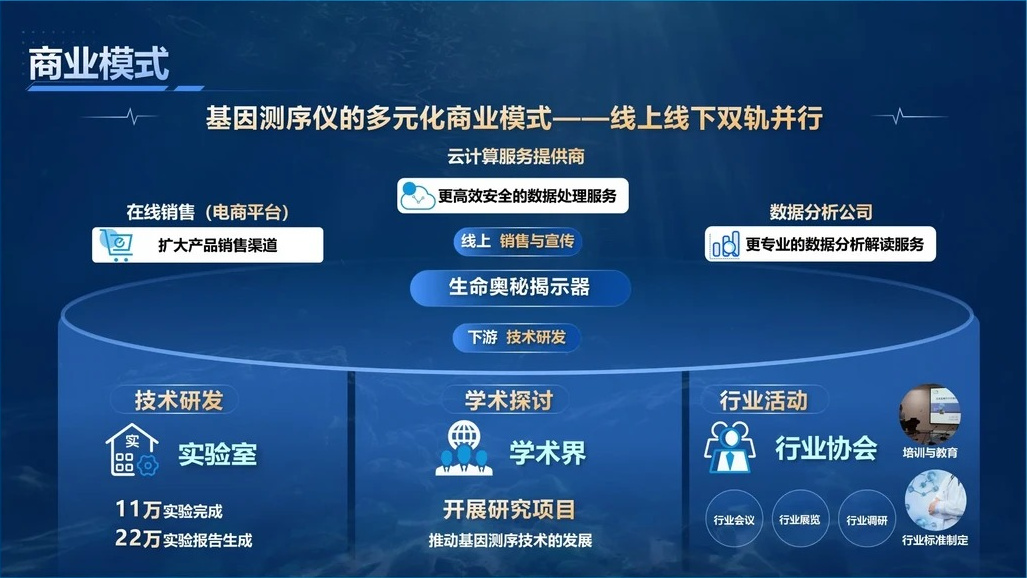 商业模式
基因测序仪的多元化商业模式——线上线下双轨并行
云计算服务提供商
更高效安全的数据处理服务
在线销售（电商平台）
扩大产品销售渠道
数据分析公司
更专业的数据分析解读服务
线上 销售与宣传
生命奥秘揭示器
下游 技术研发
技术研发
实
实验室
11万实验完成
22万实验报告生成
学术探讨
学术界
开展研究项目
推动基因测序技术的发展
行业活动
行业协会
培训与教育
行业会议
行业展览
行业调研
行业标准制定